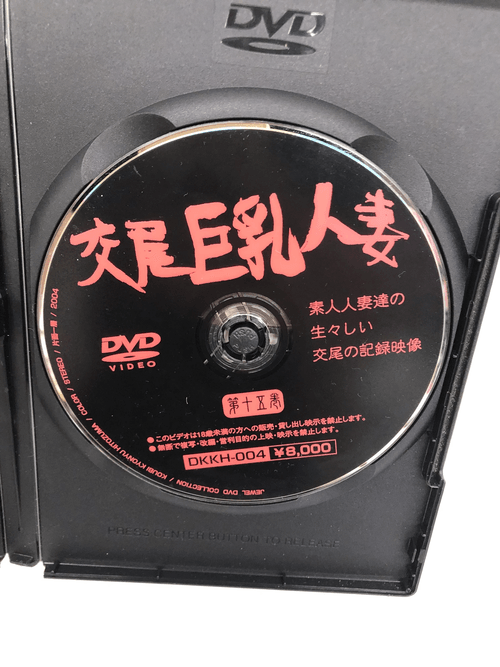 DVD
交尾巨乳人妻
素人人妻達の
生々しい
交尾の記録映像
DVD
VIDEO
第十五巻
●このビデオは18歳未満の方への販売・貸し出し・映示を禁止します。
●無断で複写・改編・営利目的の上映・映示を禁止します。
DKKH-004 ¥8,000
JEWEL DVD COLLECTION / KOUBI KYONYU HITOZUMA / COLOR / STEREO / 片面一層 / 2004
PRESS CENTER BUTTON TO RELEASE